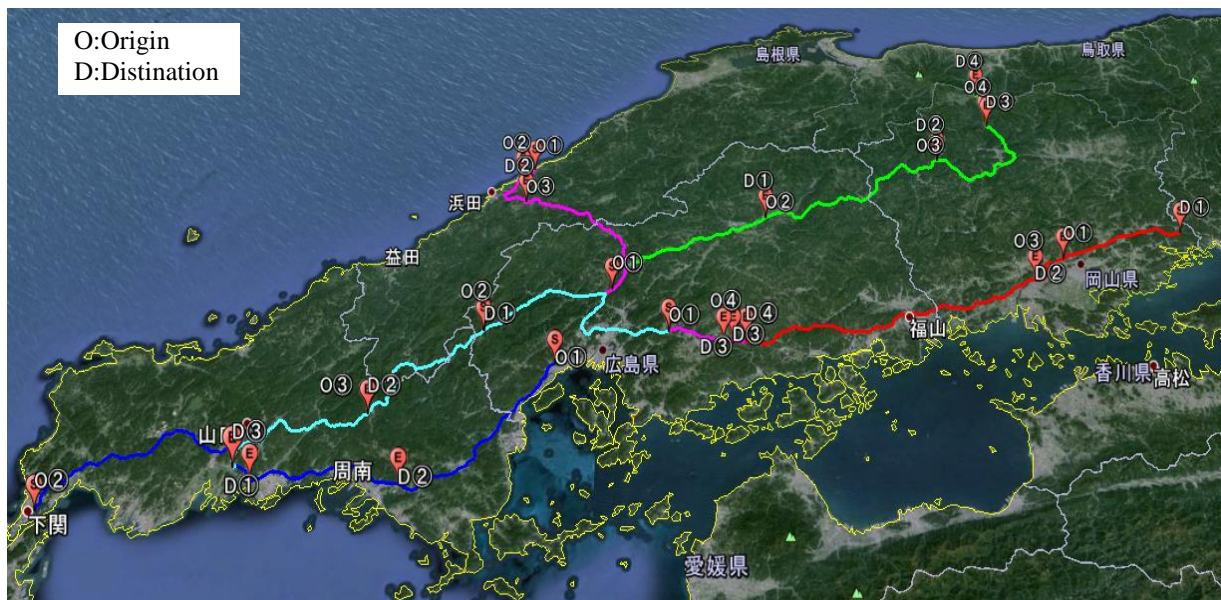 O:Origin
D:Distination
島根県
鳥取県
D④
O④
D③
D②
O③
O② O①
D②
O③
浜田
D①
O②
D①
益田
O①
O③
O①
D②
岡山県
O②
D①
O①
O④
D④
D③
D③
福山
O①
広島県
香川県
高松
O③
D②
D③
周南
D②
D①
O②
下関
愛媛県